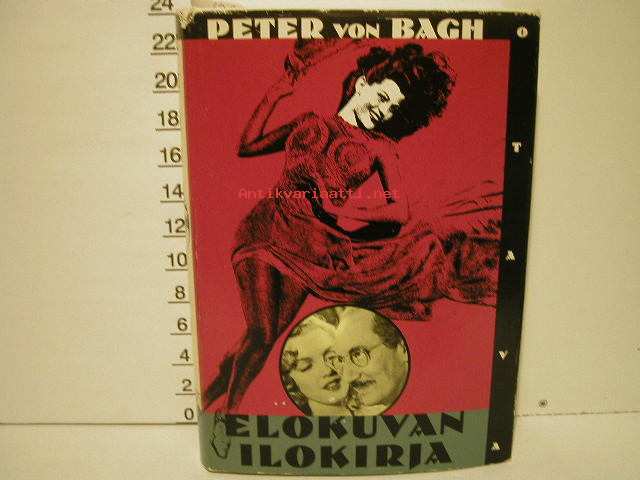 24
22
20
18
16
14
12
10
8
6
4
2
0
PETER VON BAGH
OTAVA
Antikvariaatti.net
ELOKUVAN
ILOKIRJA